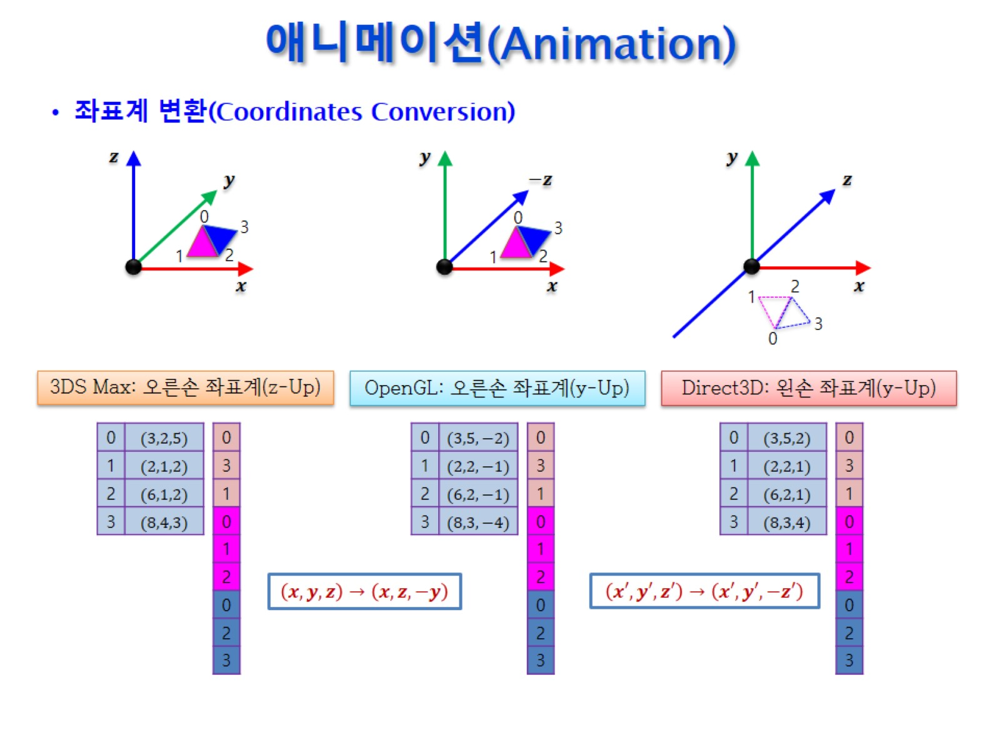 애니메이션(Animation)
• 좌표계 변환(Coordinates Conversion)
z
y
0
3
1
2
x
y
−z
0
3
1
2
x
y
z
x
1
2
3
0
3DS Max: 오른손 좌표계(z-Up)
OpenGL: 오른손 좌표계(y-Up)
Direct3D: 왼손 좌표계(y-Up)
0 (3,2,5) 0
1 (2,1,2) 3
2 (6,1,2) 1
3 (8,4,3) 0
1
2
0
2
3
(x, y, z) → (x, z, −y)
0 (3,5,−2) 0
1 (2,2,−1) 3
2 (6,2,−1) 1
3 (8,3,−4) 0
1
2
0
2
3
(x′, y′, z′) → (x′, y′, −z′)
0 (3,5,2) 0
1 (2,2,1) 3
2 (6,2,1) 1
3 (8,3,4) 0
1
2
0
2
3